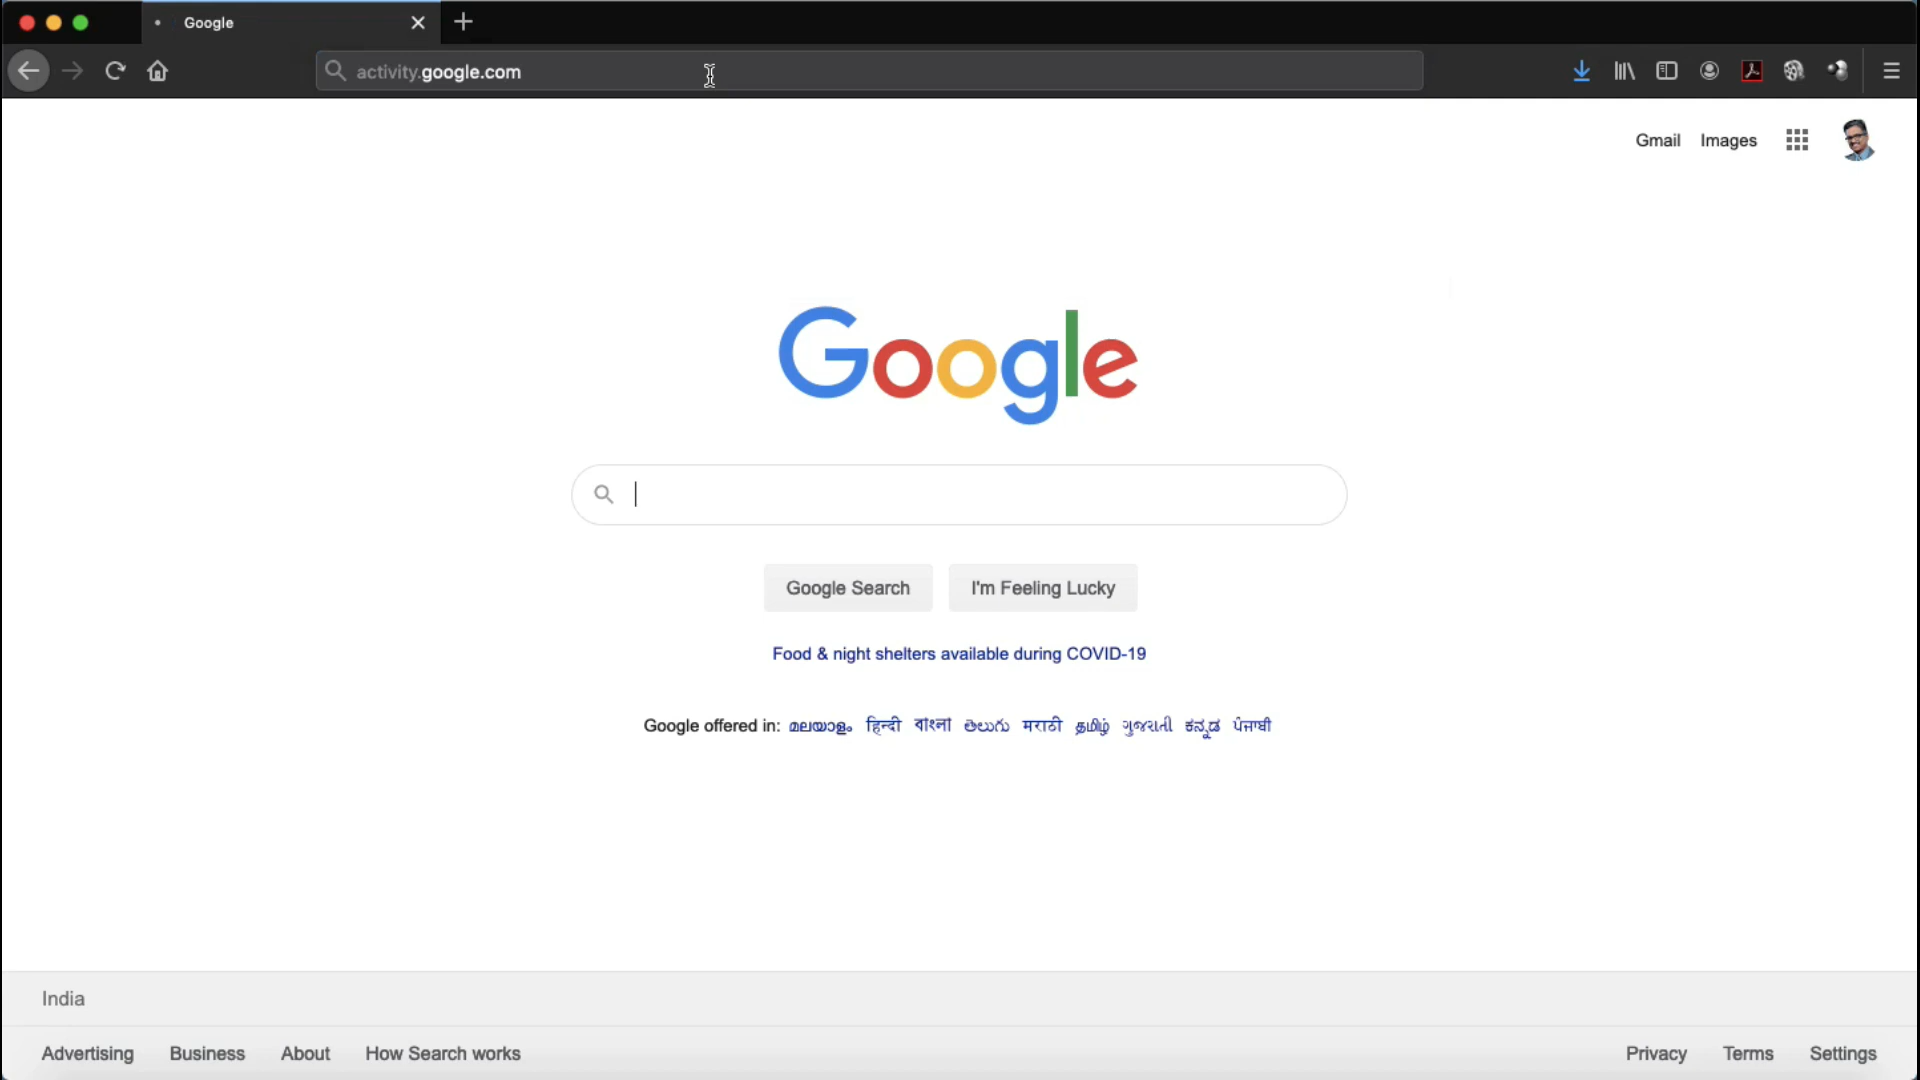 Google
activity.google.com
Gmail Images
Google
Google Search I'm Feeling Lucky
Food & night shelters available during COVID-19
Google offered in: മലയാളം हिन्दी বাংলা తెలుగు मराठी தமிழ் ગુજરાતી ಕನ್ನಡ ਪੰਜਾਬੀ
India
Advertising Business About How Search works Privacy Terms Settings